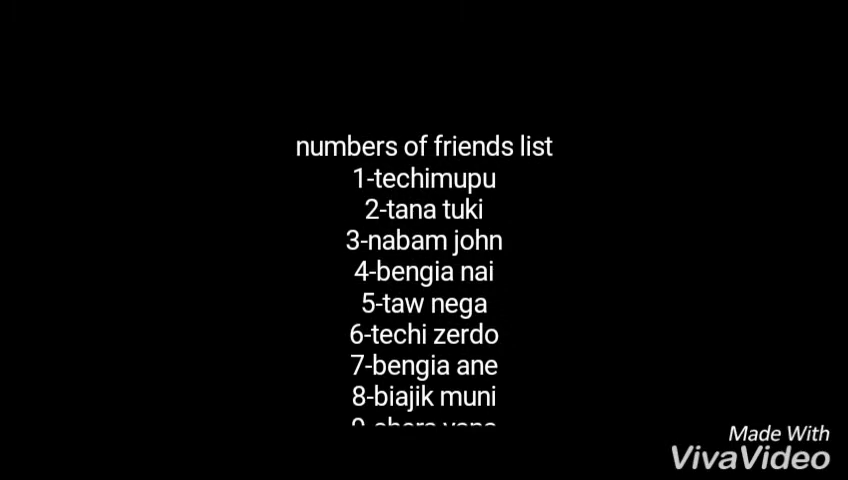 numbers of friends list
1-techimupu
2-tana tuki
3-nabam john
4-bengia nai
5-taw nega
6-techi zerdo
7-bengia ane
8-biajik muni
Made With
VivaVideo